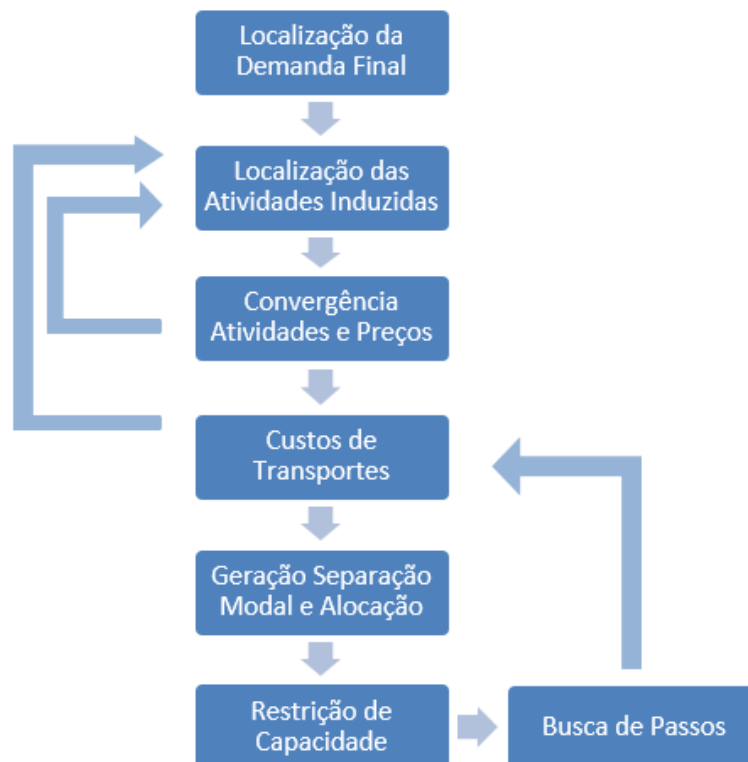 Localização da
Demanda Final
Localização das
Atividades Induzidas
Convergência
Atividades e Preços
Custos de
Transportes
Geração Separação
Modal e Alocação
Restrição de
Capacidade
Busca de Passos